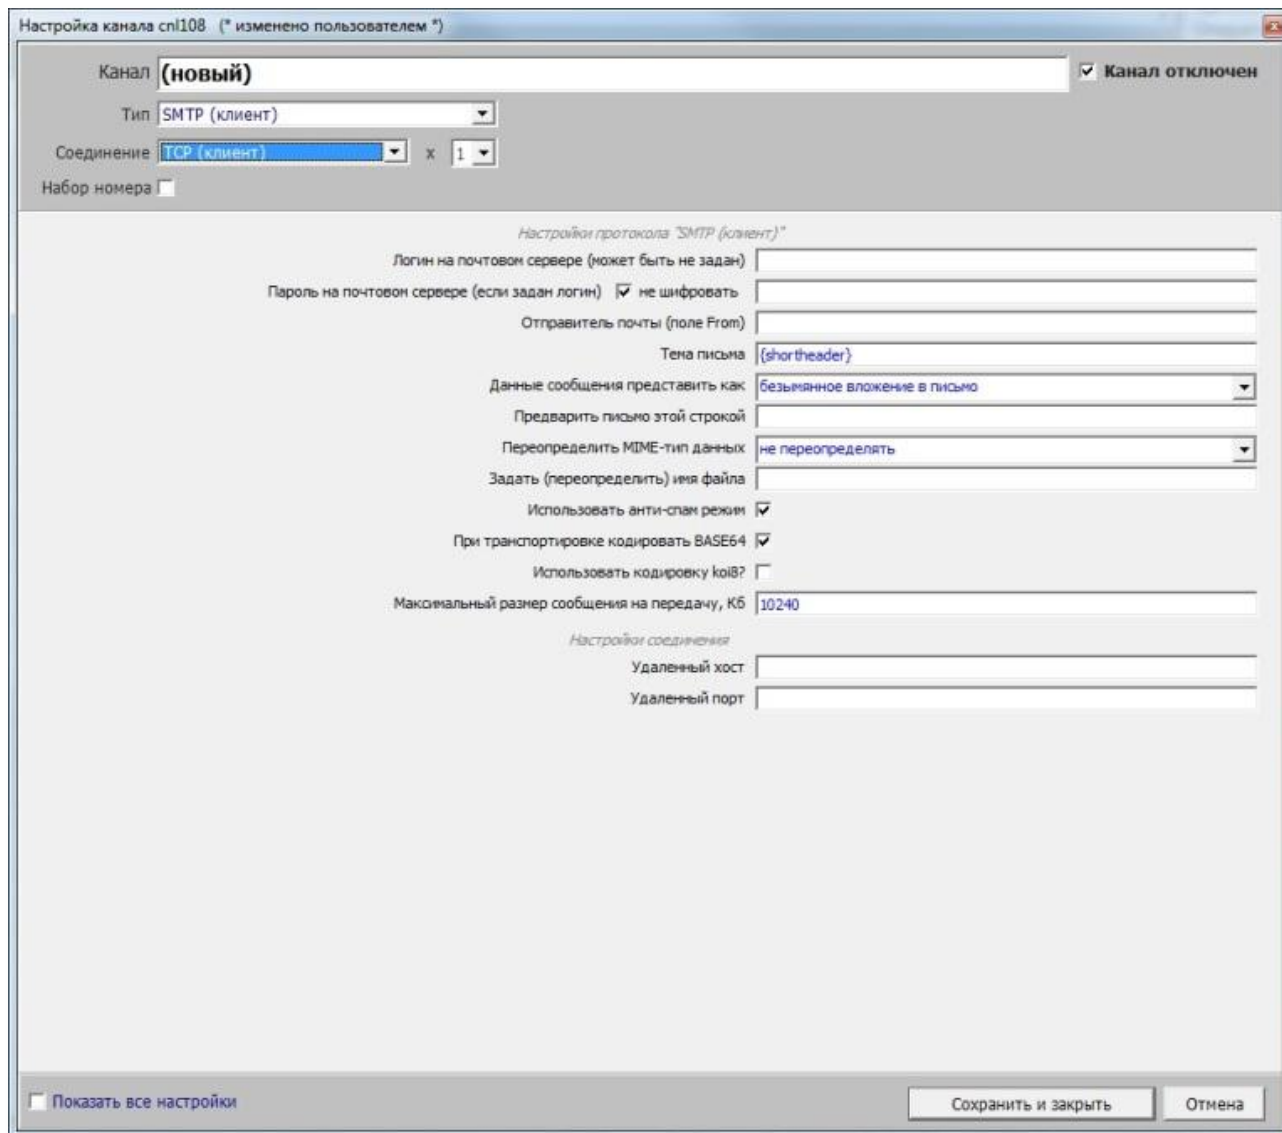 Настройка канала cnl108 (* изменено пользователем *)
Канал (новый) Канал отключен
Тип SMTP (клиент)
Соединение TCP (клиент) x 1
Набор номера
Настройки протокола "SMTP (клиент)"
Логин на почтовом сервере (может быть не задан)
Пароль на почтовом сервере (если задан логин) не шифровать
Отправитель почты (поле From)
Тема письма {shortheader}
Данные сообщения представить как безымянное вложение в письмо
Предварить письмо этой строкой
Переопределить MIME-тип данных не переопределять
Задать (переопределить) имя файла
Использовать анти-спам режим
При транспортировке кодировать BASE64
Использовать кодировку koi8?
Максимальный размер сообщения на передачу, Кб 10240
Настройки соединения
Удаленный хост
Удаленный порт
Показать все настройки Сохранить и закрыть Отмена